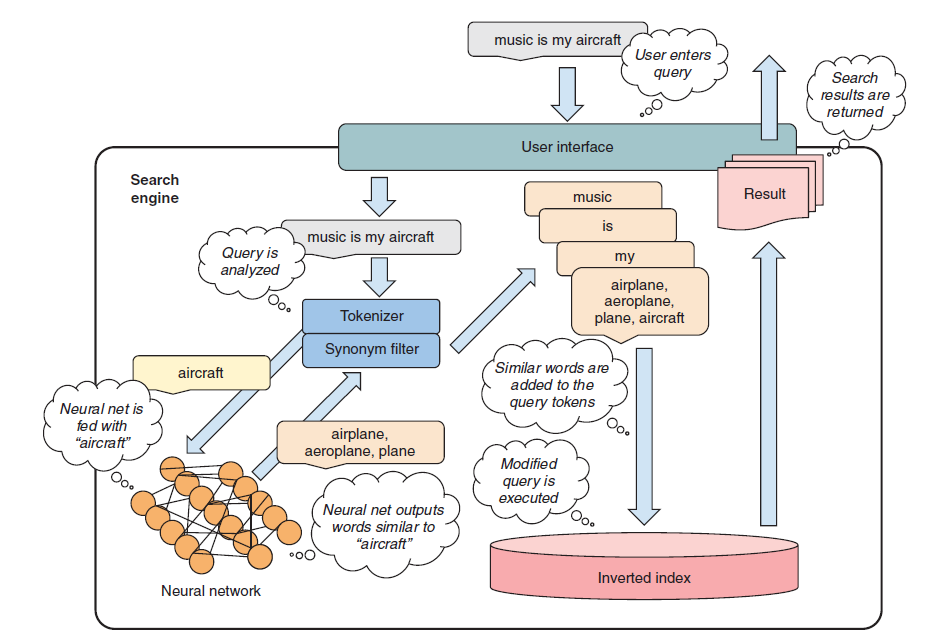 music is my aircraft
User enters
query
Search
results are
returned
User interface
Search
engine
Result
music
is
my
airplane,
aeroplane,
plane, aircraft
music is my aircraft
Query is
analyzed
Tokenizer
Synonym filter
aircraft
Neural net is
fed with
“aircraft”
airplane,
aeroplane, plane
Similar words are
added to the
query tokens
Modified
query is
executed
Neural net outputs
words similar to
“aircraft”
Neural network
Inverted index